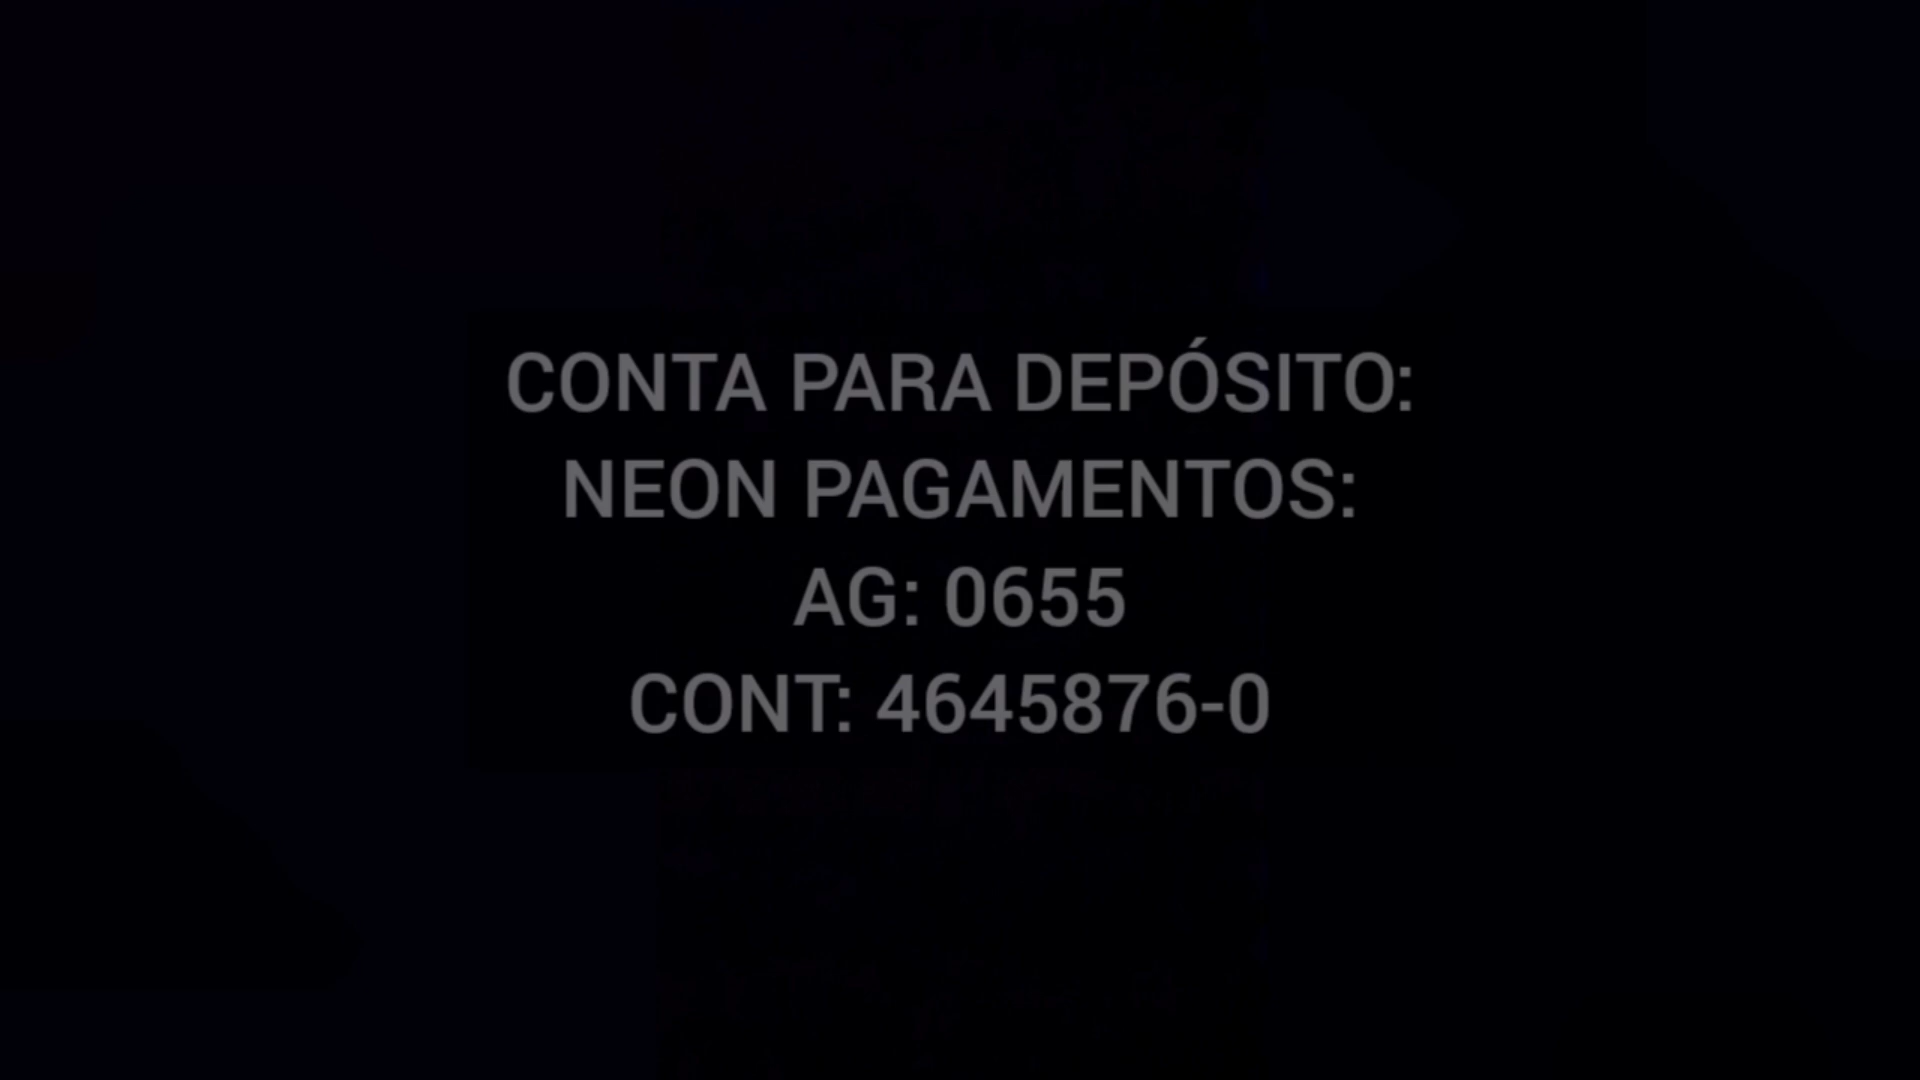 CONTA PARA DEPÓSITO:
NEON PAGAMENTOS:
AG: 0655
CONT: 4645876-0